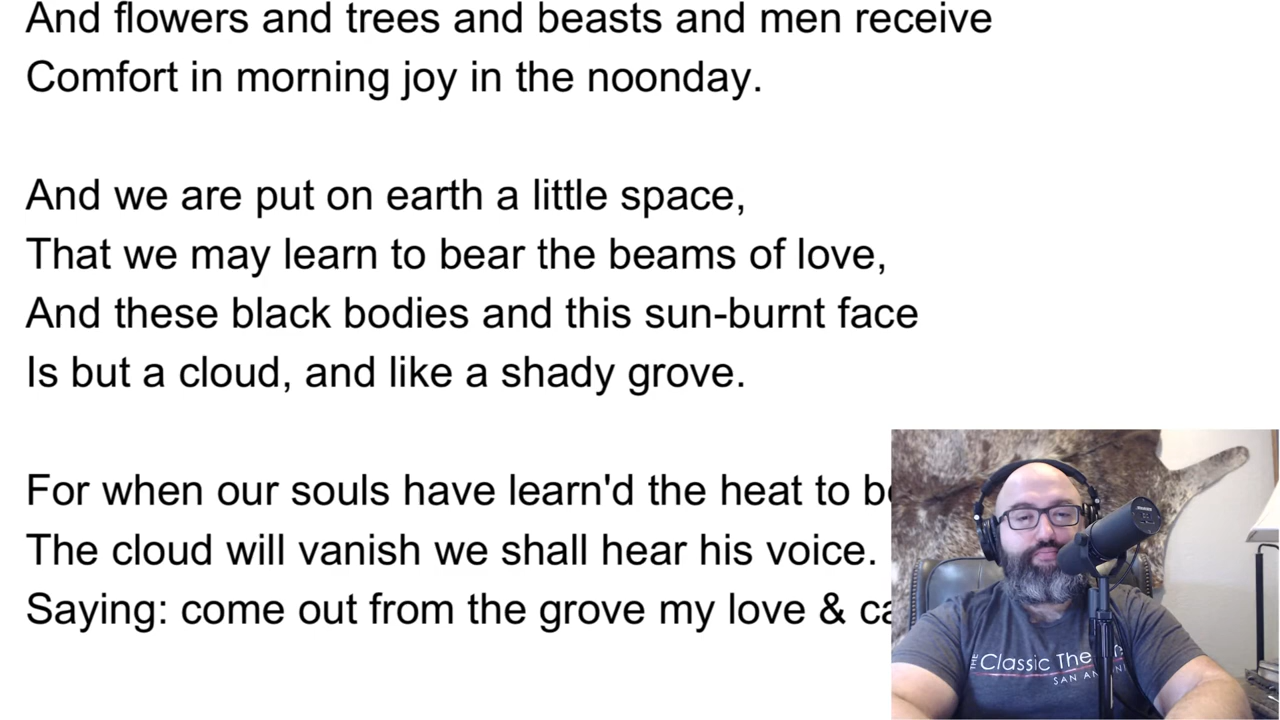 And flowers and trees and beasts and men receive
Comfort in morning joy in the noonday.
And we are put on earth a little space,
That we may learn to bear the beams of love,
And these black bodies and this sun-burnt face
Is but a cloud, and like a shady grove.
For when our souls have learn'd the heat to
The cloud will vanish we shall hear his voice.
Saying: come out from the grove my love &
THE Classic
SAN